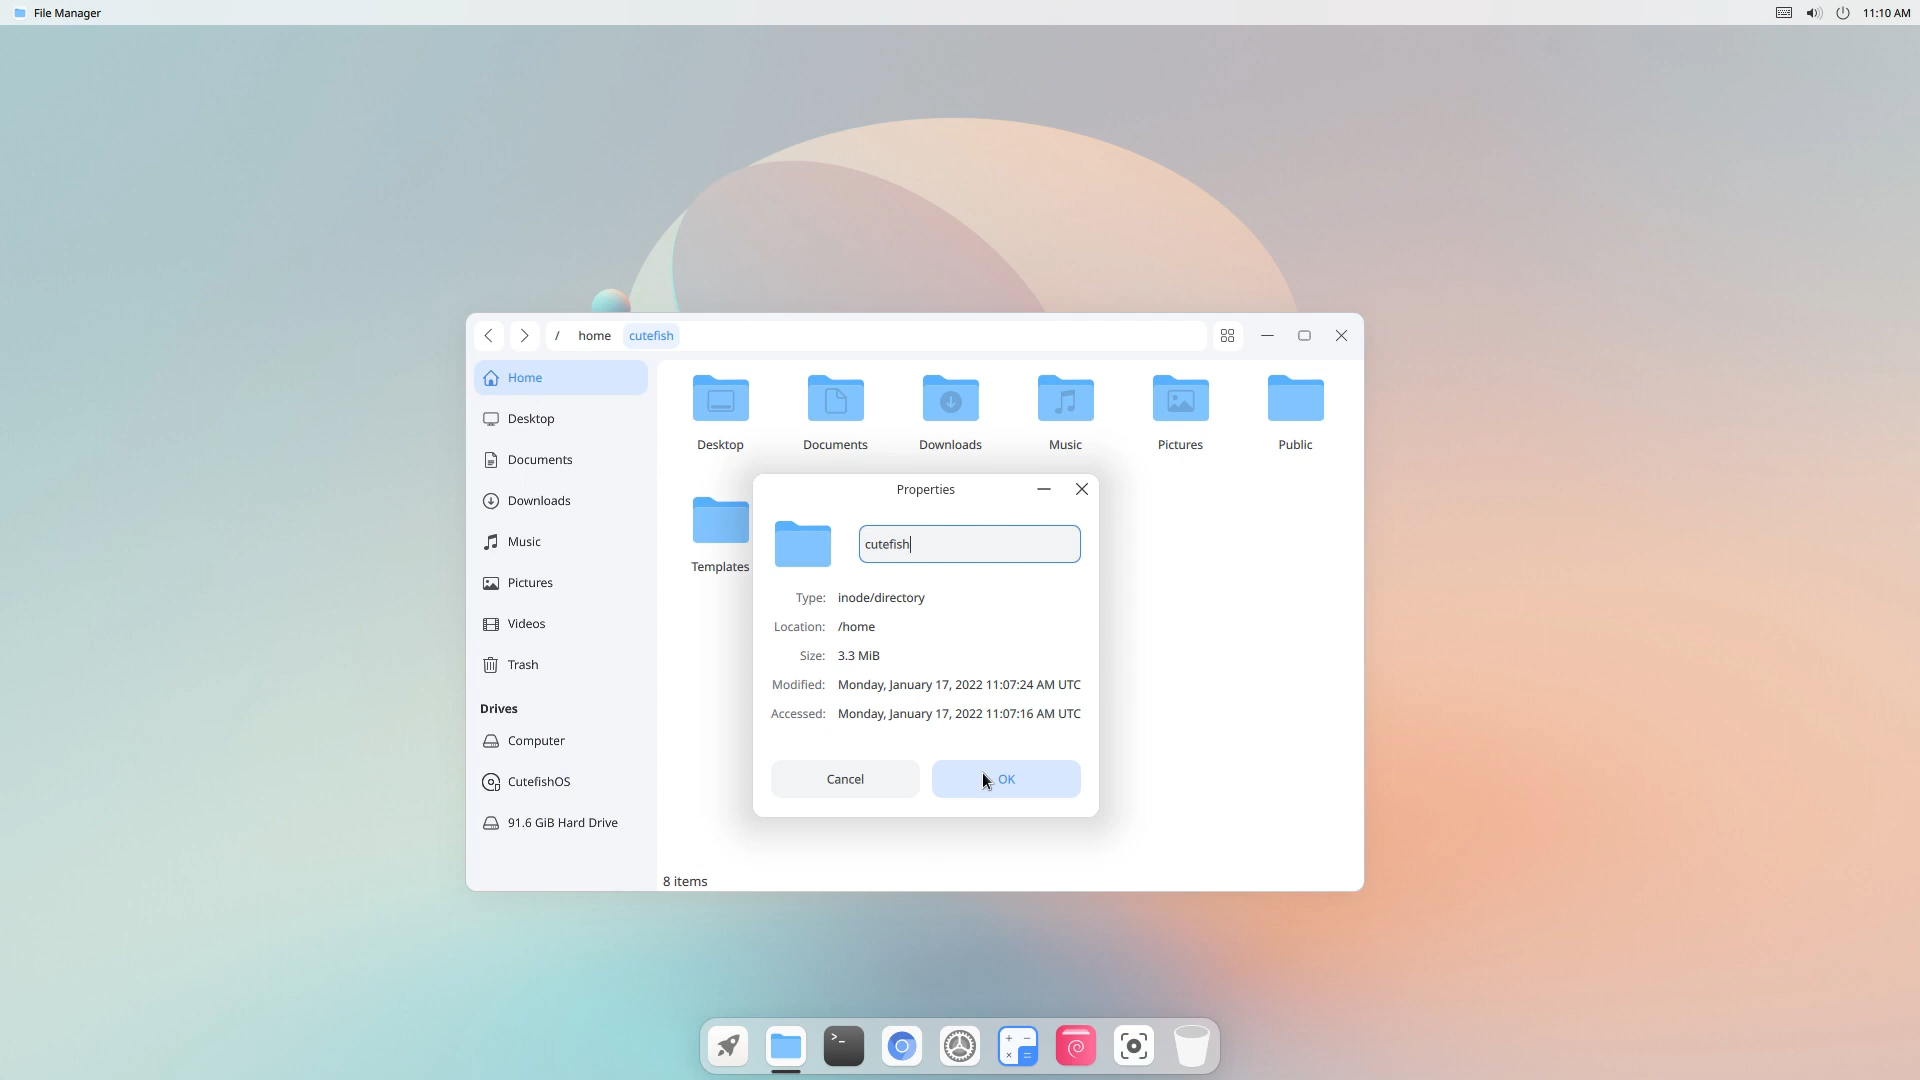 File Manager
11:10 AM
/ home cutefish
Home
Desktop
Documents
Downloads
Music
Pictures
Videos
Trash
Drives
Computer
CutefishOS
91.6 GiB Hard Drive
Desktop
Documents
Downloads
Music
Pictures
Public
Templates
Properties
cutefish
Type: inode/directory
Location: /home
Size: 3.3 MiB
Modified: Monday, January 17, 2022 11:07:24 AM UTC
Accessed: Monday, January 17, 2022 11:07:16 AM UTC
Cancel
OK
8 items